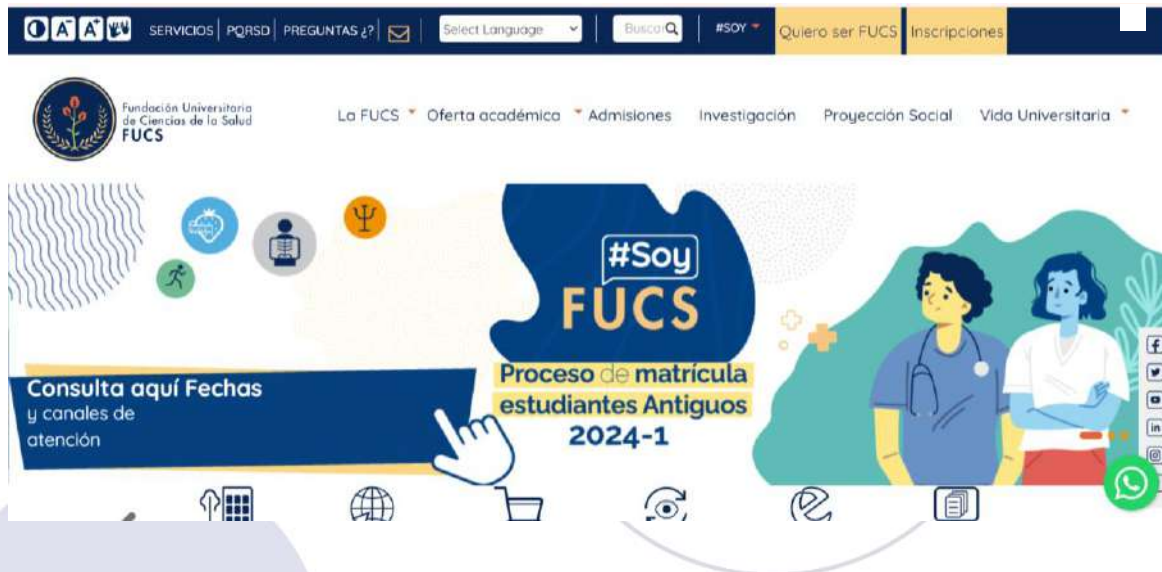 A- A+ SERVICIOS PQRSD PREGUNTAS ¿? Select Language Buscar #SOY Quiero ser FUCS Inscripciones
Fundación Universitaria
de Ciencias de la Salud
FUCS
La FUCS Oferta académica Admisiones Investigación Proyección Social Vida Universitaria
#Soy
FUCS
Proceso de matrícula
estudiantes Antiguos
2024-1
Consulta aquí Fechas
y canales de
atención